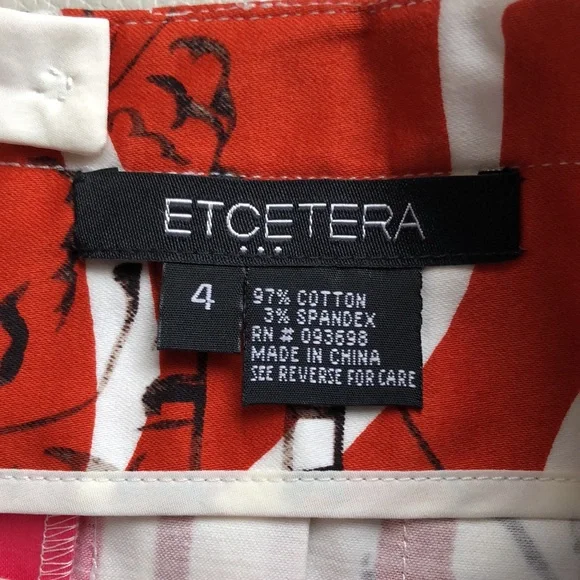 ETCETERA
...
4
97% COTTON
3% SPANDEX
RN # 093698
MADE IN CHINA
SEE REVERSE FOR CARE